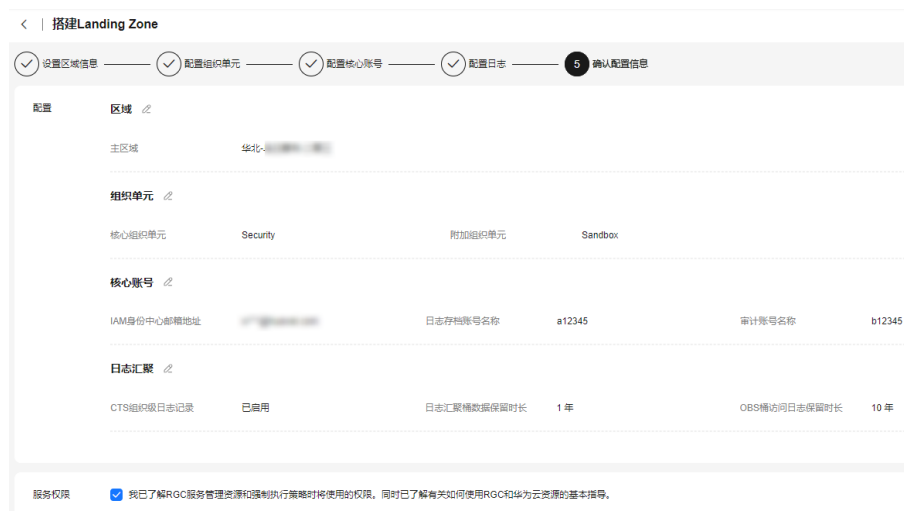 搭建Landing Zone
设置区域信息 配置组织单元 配置核心账号 配置日志 5 确认配置信息
配置 区域
主区域 华北-
组织单元
核心组织单元 Security 附加组织单元 Sandbox
核心账号
IAM身份中心邮箱地址 日志存档账号名称 a12345 审计账号名称 b12345
日志汇聚
CTS组织级日志记录 已启用 日志汇聚桶数据保留时长 1 年 OBS桶访问日志保留时长 10 年
服务权限 我已了解RGC服务管理资源和强制执行策略时将使用的权限。同时已了解有关如何使用RGC和华为云资源的基本指导。